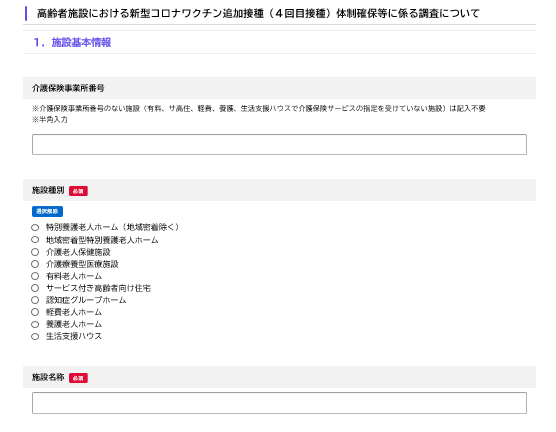 高齢者施設における新型コロナワクチン追加接種（４回目接種）体制確保等に係る調査について
１．施設基本情報
介護保険事業所番号
※介護保険事業所番号のない施設（有料、サ高住、軽費、養護、生活支援ハウスで介護保険サービスの指定を受けていない施設）は記入不要
※半角入力
施設種別 必須
選択解除
特別養護老人ホーム（地域密着除く）
地域密着型特別養護老人ホーム
介護老人保健施設
介護療養型医療施設
有料老人ホーム
サービス付き高齢者向け住宅
認知症グループホーム
軽費老人ホーム
養護老人ホーム
生活支援ハウス
施設名称 必須